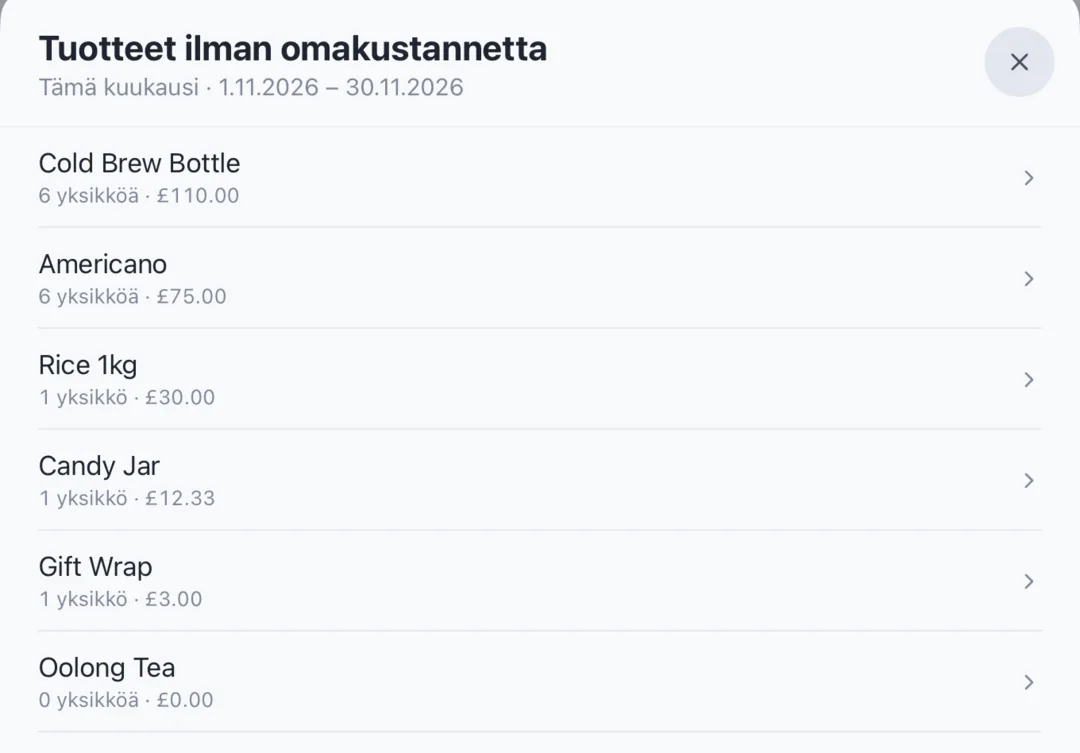 Tuotteet ilman omakustannetta
Tämä kuukausi · 1.11.2026 – 30.11.2026
Cold Brew Bottle
6 yksikköä · £110.00
Americano
6 yksikköä · £75.00
Rice 1kg
1 yksikkö · £30.00
Candy Jar
1 yksikkö · £12.33
Gift Wrap
1 yksikkö · £3.00
Oolong Tea
0 yksikköä · £0.00